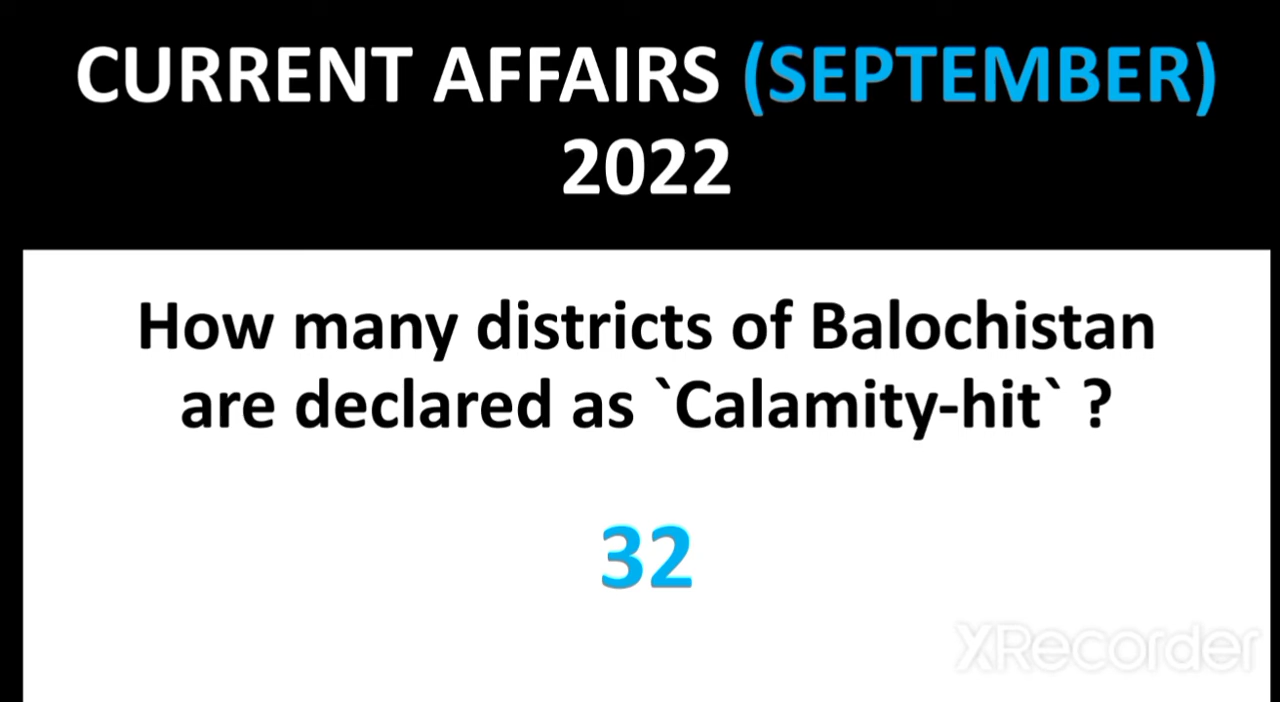 CURRENT AFFAIRS (SEPTEMBER)
2022
How many districts of Balochistan
are declared as `Calamity-hit` ?
32
XRecorder